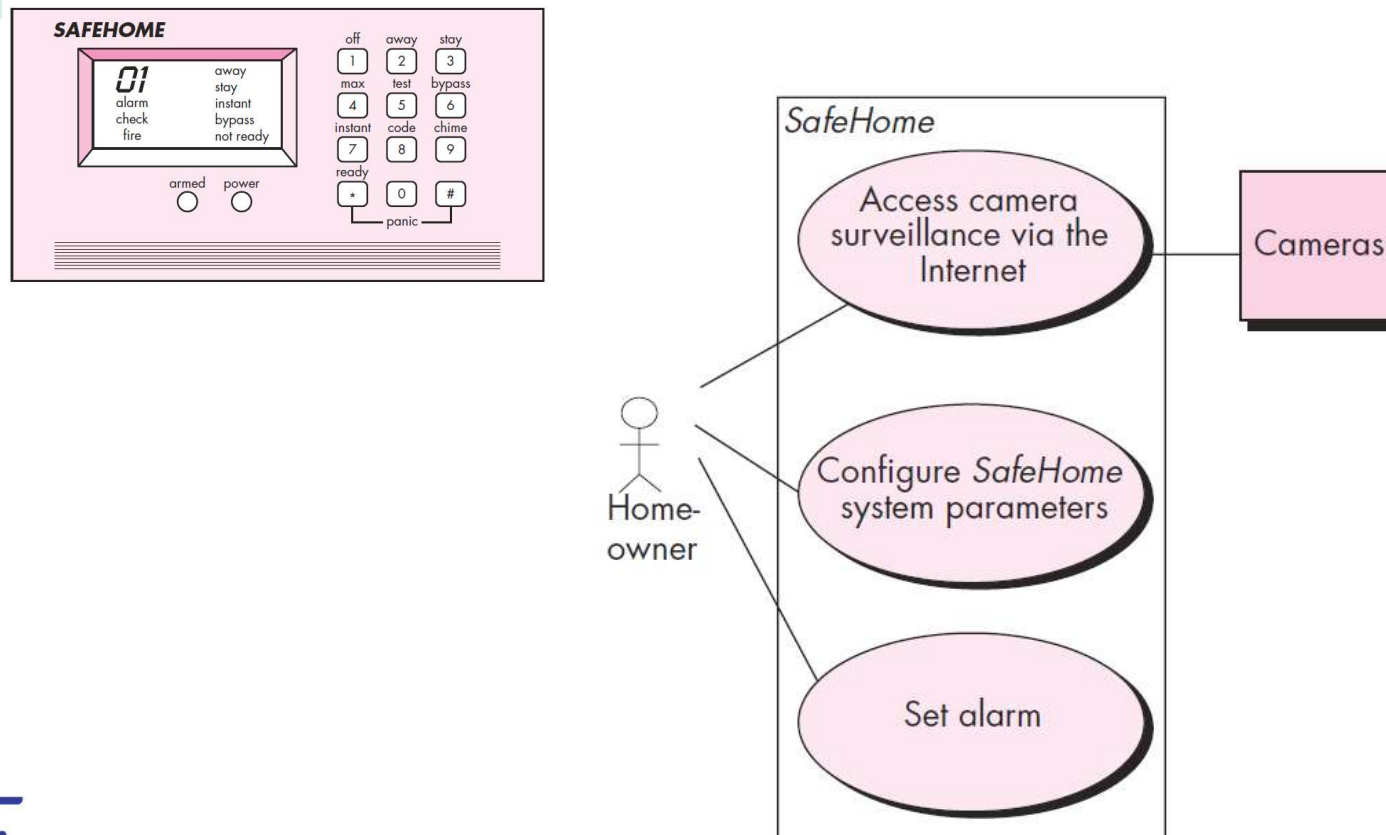 SAFEHOME
01
alarm
check
fire
away
stay
instant
bypass
not ready
armed power
off away stay
1 2 3
max test bypass
4 5 6
instant code chime
7 8 9
ready
* 0 #
panic
SafeHome
Access camera
surveillance via the
Internet
Cameras
Configure SafeHome
system parameters
Home-
owner
Set alarm